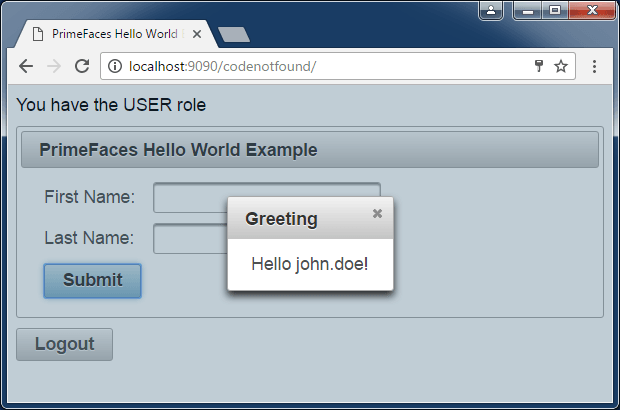 PrimeFaces Hello World
localhost:9090/codenotfound/
You have the USER role
PrimeFaces Hello World Example
First Name:
Greeting
Last Name:
Hello john.doe!
Submit
Logout